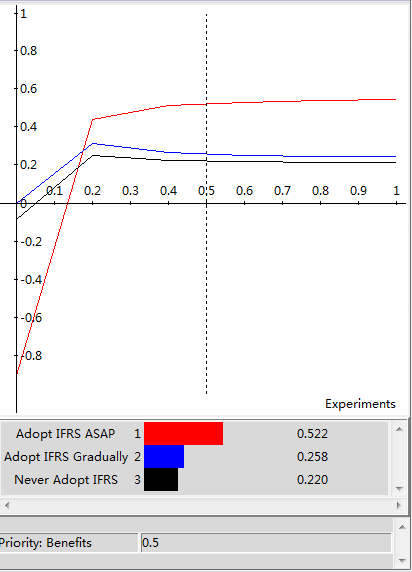 1
0.8
0.6
0.4
0.2
0 0.1 0.2 0.3 0.4 0.5 0.6 0.7 0.8 0.9 1
-0.2
-0.4
-0.6
-0.8
Experiments
Adopt IFRS ASAP 1 0.522
Adopt IFRS Gradually 2 0.258
Never Adopt IFRS 3 0.220
Priority: Benefits 0.5